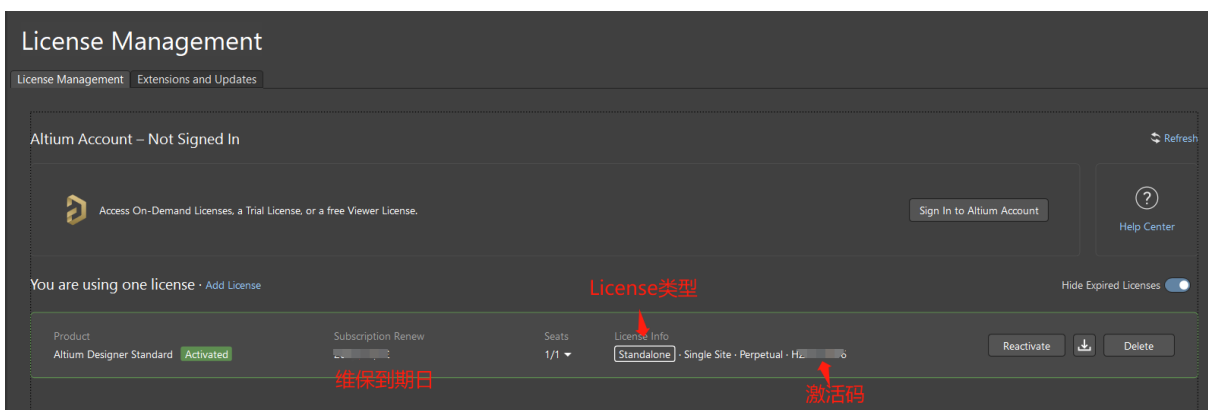 License Management
License Management Extensions and Updates
Altium Account – Not Signed In
Refresh
Access On-Demand Licenses, a Trial License, or a free Viewer License.
Sign In to Altium Account
Help Center
You are using one license · Add License
License类型
Hide Expired Licenses
Product Subscription Renew Seats License Info
Altium Designer Standard Activated 1/1 Standalone · Single Site · Perpetual ·
Reactivate Delete
维保到期日
激活码